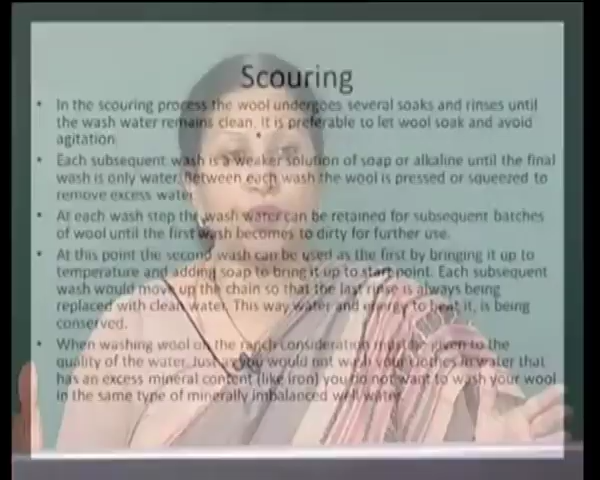 Scouring
• In the scouring process the wool undergoes several soaks and rinses until
the wash water remains clean. It is preferable to let wool soak and avoid
agitation.
• Each subsequent wash is a weaker solution of soap or alkaline until the final
wash is only water. Between each wash the wool is pressed or squeezed to
remove excess water.
• At each wash step the wash water can be retained for subsequent batches
of wool until the first wash becomes to dirty for further use.
• At this point the second wash can be used as the first by bringing it up to
temperature and adding soap to bring it up to start point. Each subsequent
wash would move up the chain so that the last rinse is always being
replaced with clean water. This way water and energy to heat it, is being
conserved.
• When washing wool on the ranch consideration must be given to the
quality of the water. Just as you would not wash your clothes in water that
has an excess mineral content (like iron) you do not want to wash your wool
in the same type of minerally imbalanced well water.